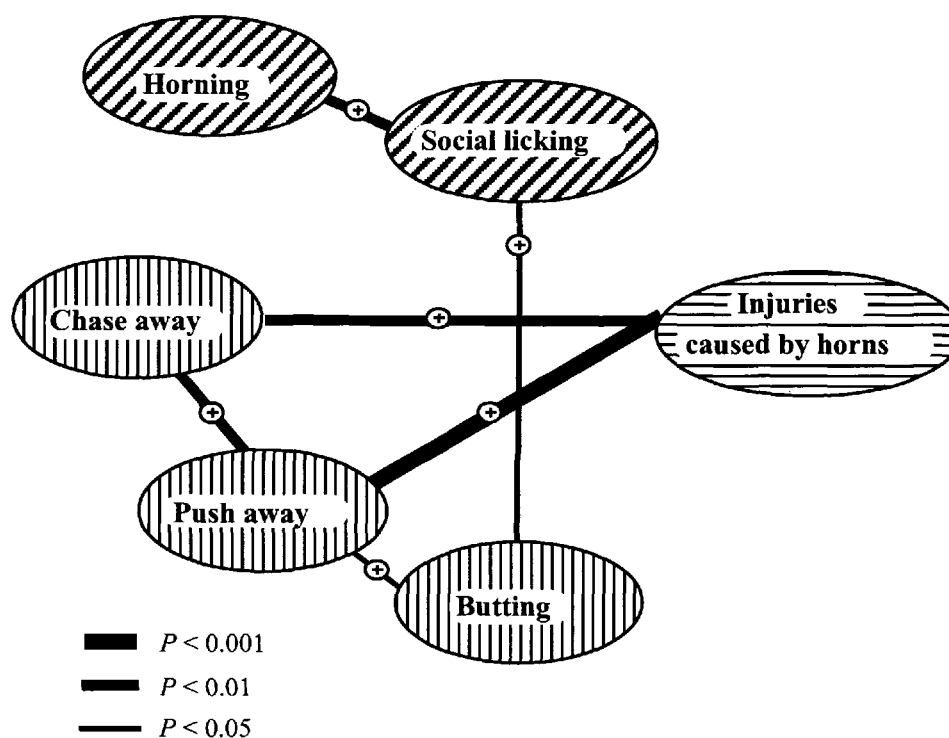 Horning
Social licking
Chase away
Injuries
caused by horns
Push away
Butting
P < 0.001
P < 0.01
P < 0.05
+
+
+
+
+
+